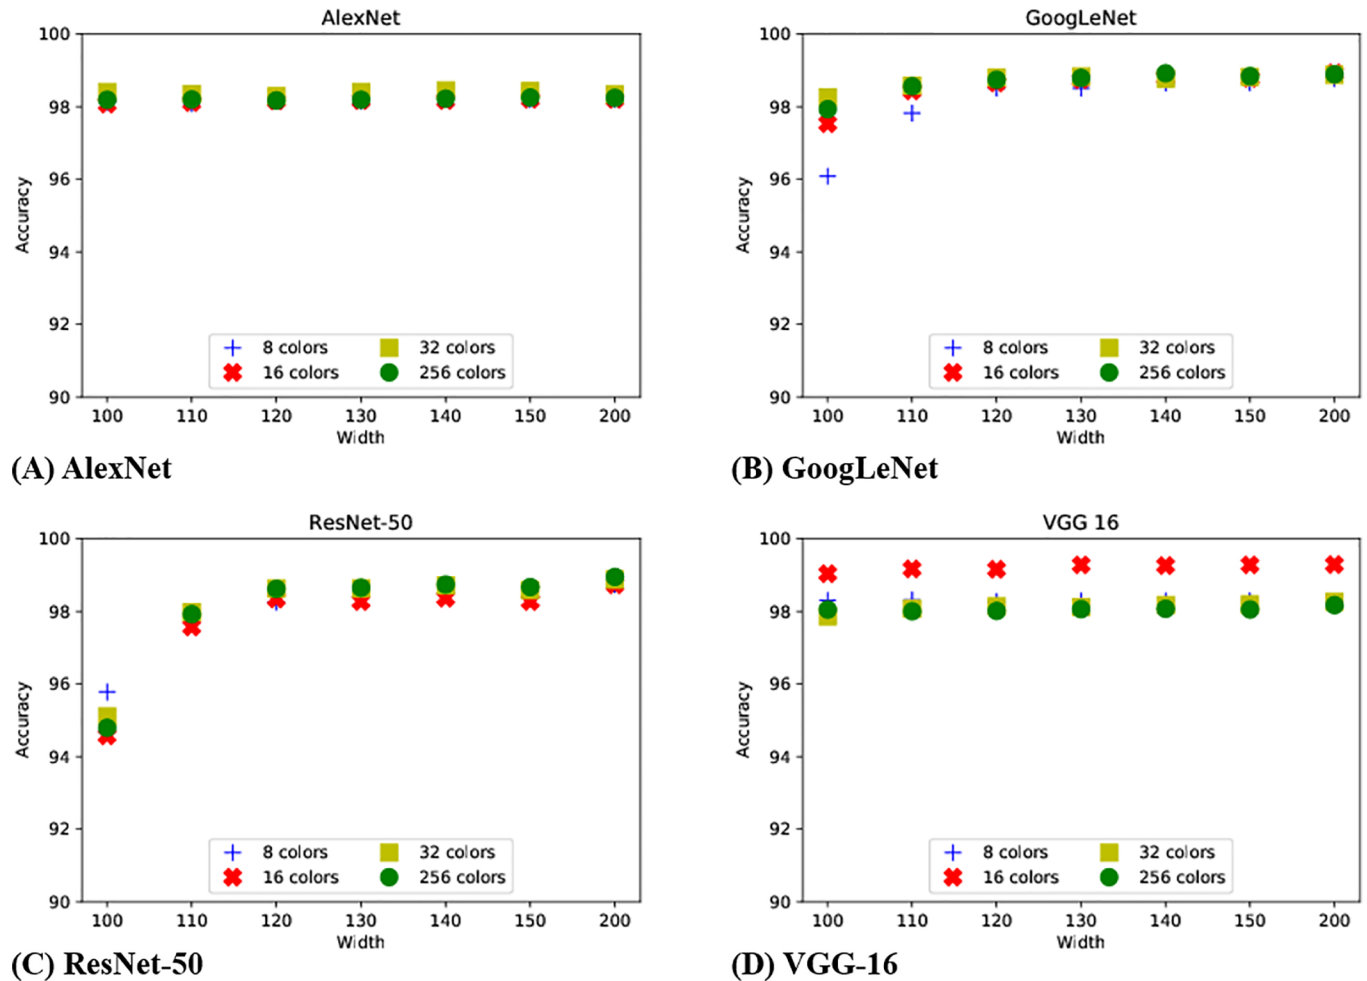 AlexNet
100
98
96
94
92
90
Accuracy
8 colors
16 colors
32 colors
256 colors
100 110 120 130 140 150 200
Width
(A) AlexNet
GoogLeNet
100
98
96
94
92
90
Accuracy
8 colors
16 colors
32 colors
256 colors
100 110 120 130 140 150 200
Width
(B) GoogLeNet
ResNet-50
100
98
96
94
92
90
Accuracy
8 colors
16 colors
32 colors
256 colors
100 110 120 130 140 150 200
Width
(C) ResNet-50
VGG 16
100
98
96
94
92
90
Accuracy
8 colors
16 colors
32 colors
256 colors
100 110 120 130 140 150 200
Width
(D) VGG-16